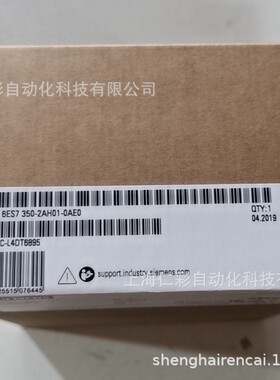 上海仁彩自动化科技有限公司
6ES7 350-2AH01-0AE0
QTY:1
04.2019
C-L4DT6895
support.industry.siemens.com
上海仁彩自动化科技有限公司
25515076445
shenghairencai.1